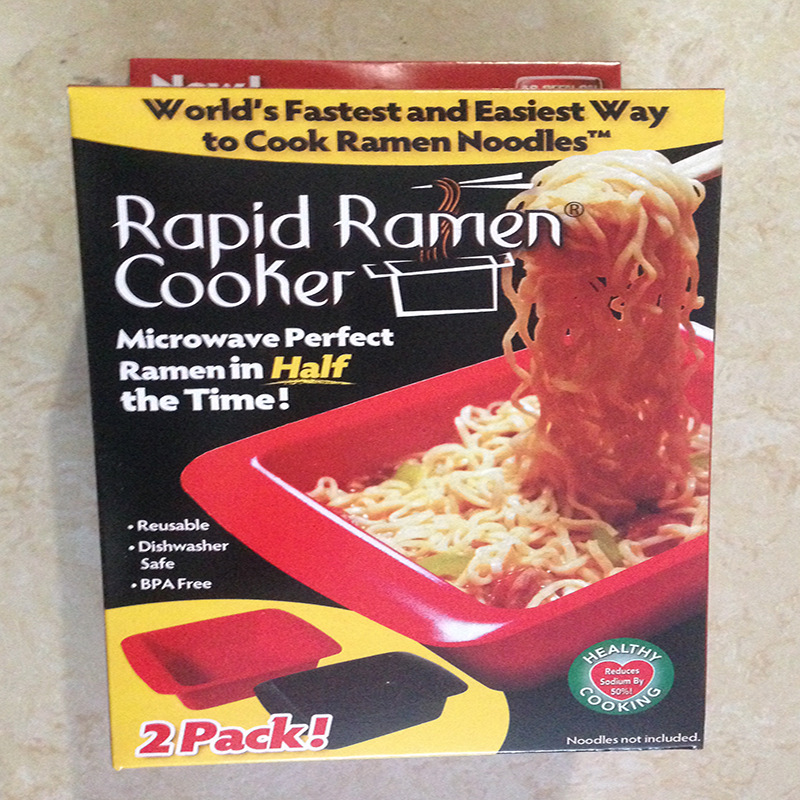 New!
World's Fastest and Easiest Way
to Cook Ramen Noodles™
Rapid Ramen®
Cooker
Microwave Perfect
Ramen in Half
the Time!
• Reusable
• Dishwasher
Safe
• BPA Free
HEALTHY
Reduces
Sodium By
50%!
COOKING
2 Pack!
Noodles not included.